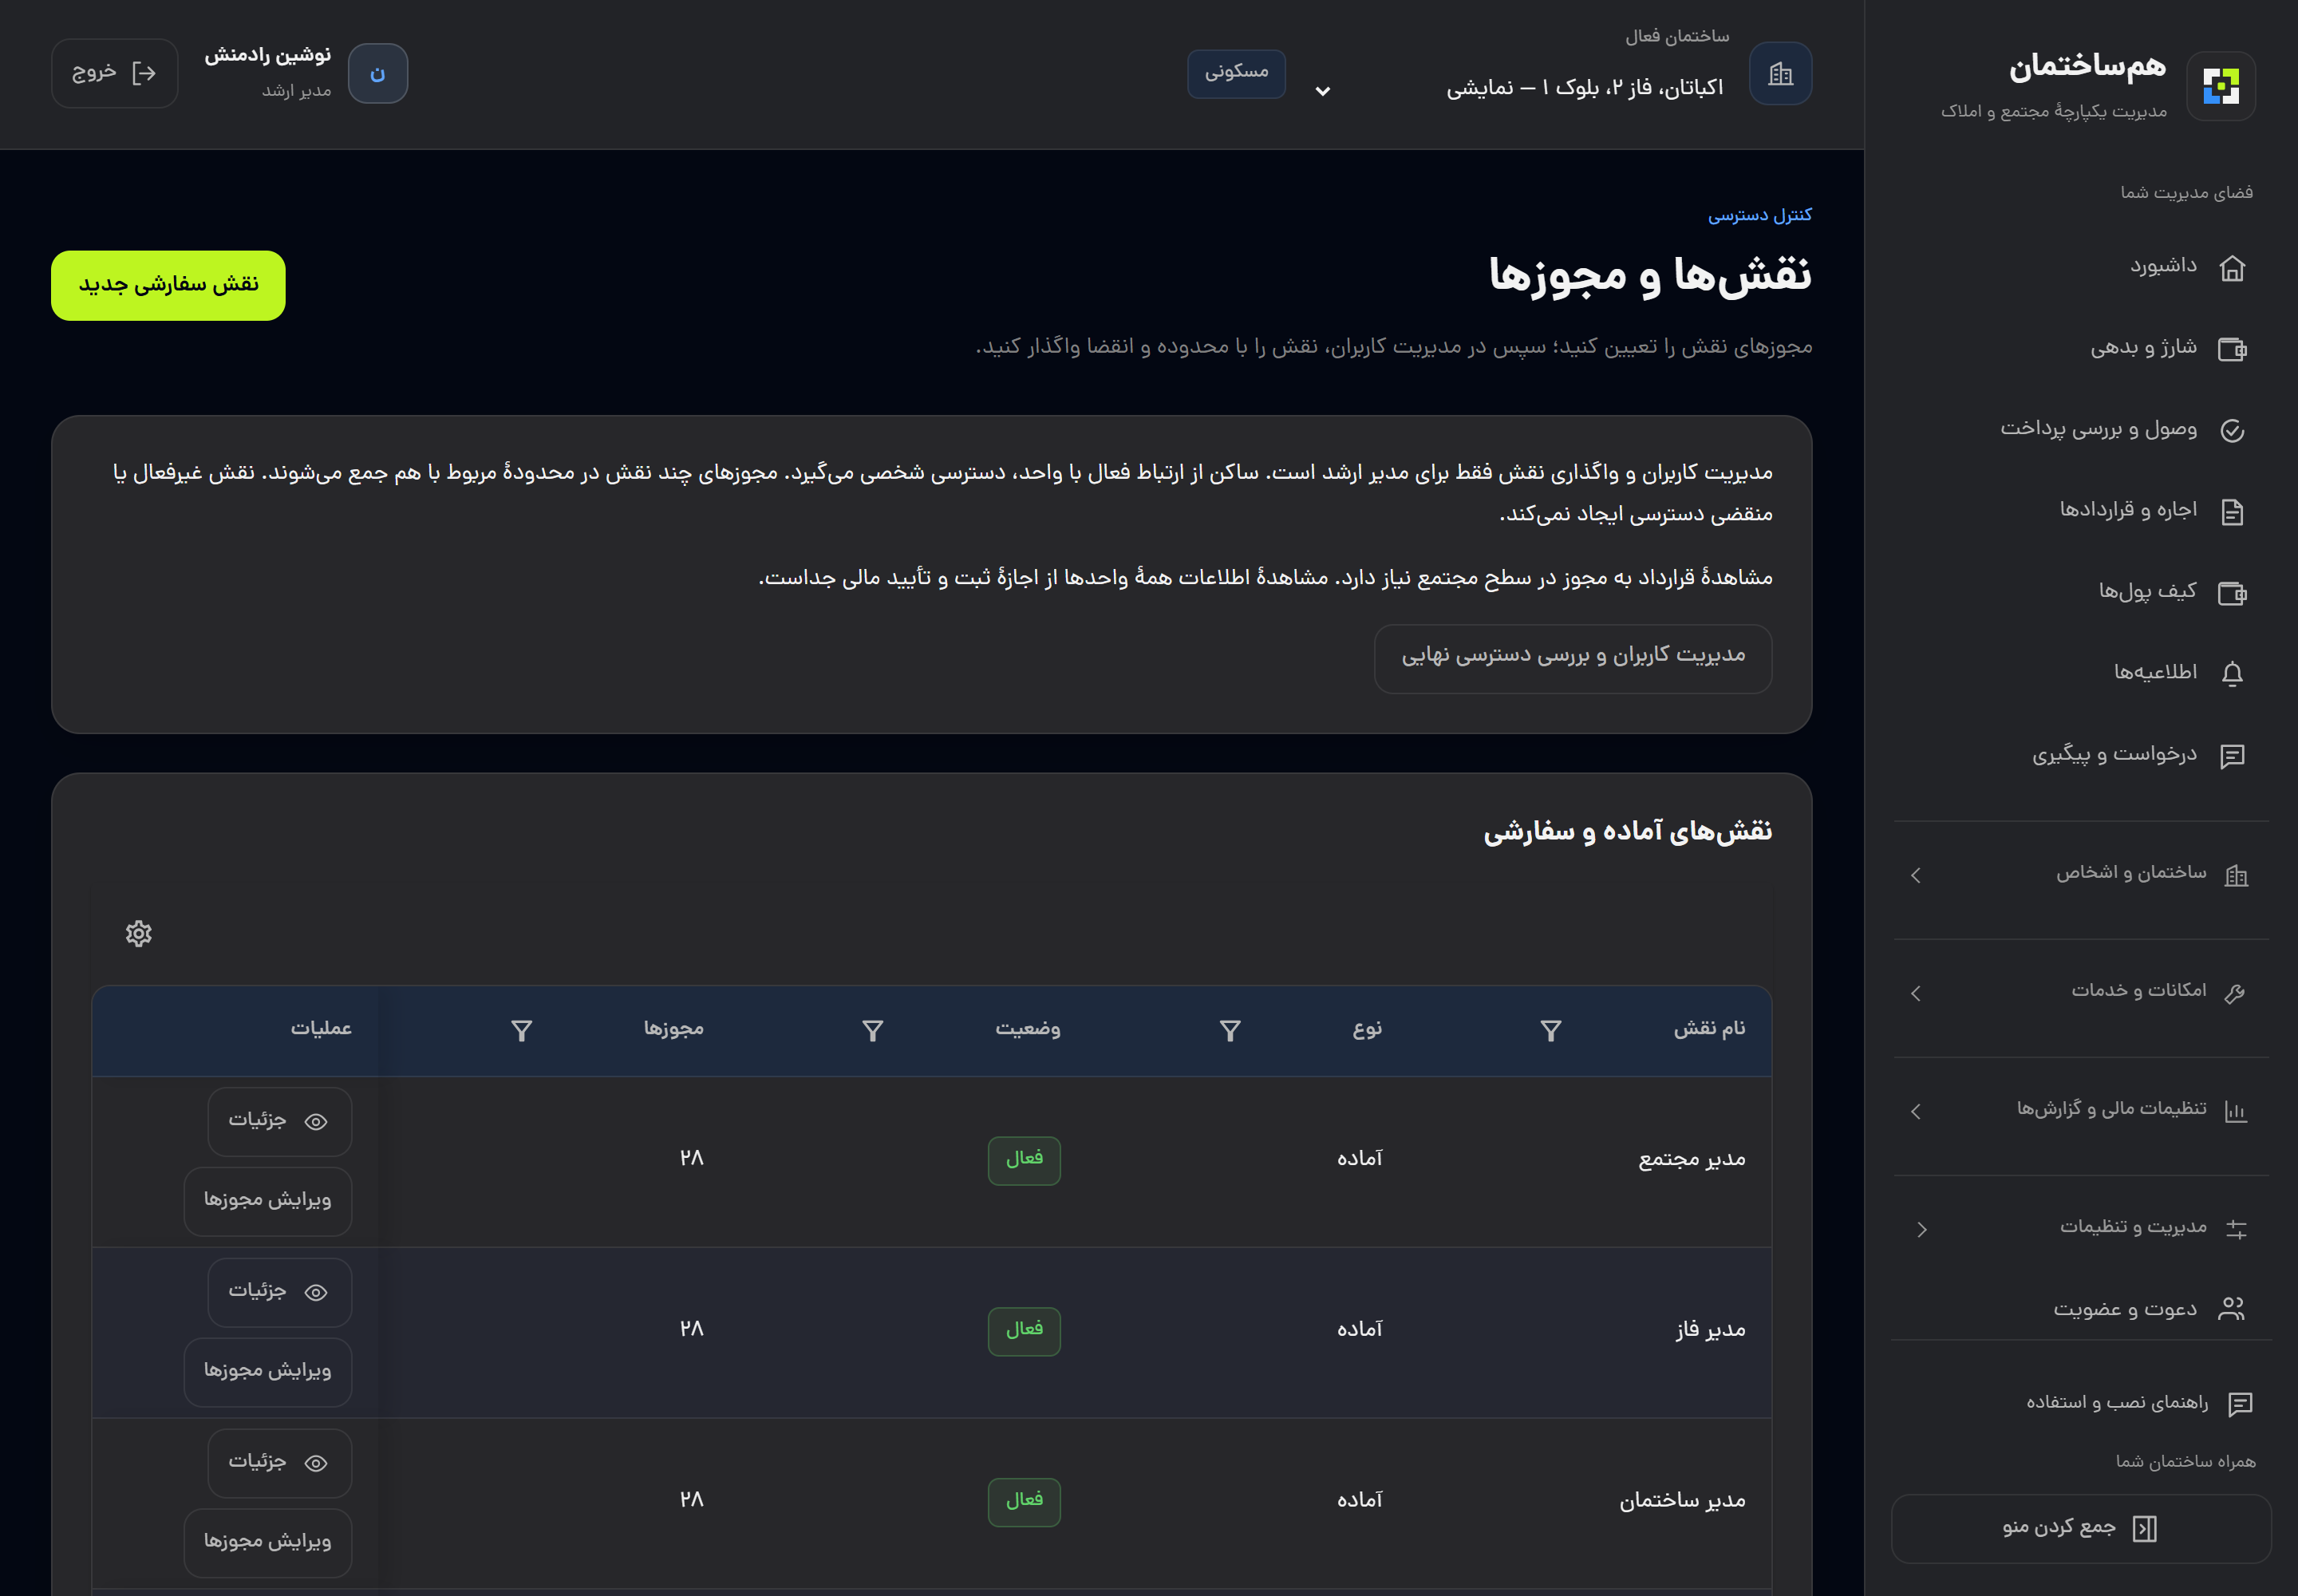 هم‌ساختمان
مدیریت یکپارچهٔ مجتمع و املاک
فضای مدیریت شما
داشبورد
شارژ و بدهی
وصول و بررسی پرداخت
اجاره و قراردادها
کیف پول‌ها
اطلاعیه‌ها
درخواست و پیگیری
ساختمان و اشخاص
امکانات و خدمات
تنظیمات مالی و گزارش‌ها
مدیریت و تنظیمات
دعوت و عضویت
راهنمای نصب و استفاده
همراه ساختمان شما
جمع کردن منو
ساختمان فعال
اکباتان، فاز ۲، بلوک ۱ – نمایشی
مسکونی
ن
نوشین رادمنش
مدیر ارشد
خروج
کنترل دسترسی
نقش‌ها و مجوزها
مجوزهای نقش را تعیین کنید؛ سپس در مدیریت کاربران، نقش را با محدوده و انقضا واگذار کنید.
نقش سفارشی جدید
مدیریت کاربران و واگذاری نقش فقط برای مدیر ارشد است. ساکن از ارتباط فعال با واحد، دسترسی شخصی می‌گیرد. مجوزهای چند نقش در محدودهٔ مربوط با هم جمع می‌شوند. نقش غیرفعال یا
منقضی دسترسی ایجاد نمی‌کند.
مشاهدهٔ قرارداد به مجوز در سطح مجتمع نیاز دارد. مشاهدهٔ اطلاعات همهٔ واحدها از اجازهٔ ثبت و تأیید مالی جداست.
مدیریت کاربران و بررسی دسترسی نهایی
نقش‌های آماده و سفارشی
نام نقش نوع وضعیت مجوزها عملیات
مدیر مجتمع آماده فعال ۲۸ جزئیات
ویرایش مجوزها
مدیر فاز آماده فعال ۲۸ جزئیات
ویرایش مجوزها
مدیر ساختمان آماده فعال ۲۸ جزئیات
ویرایش مجوزها